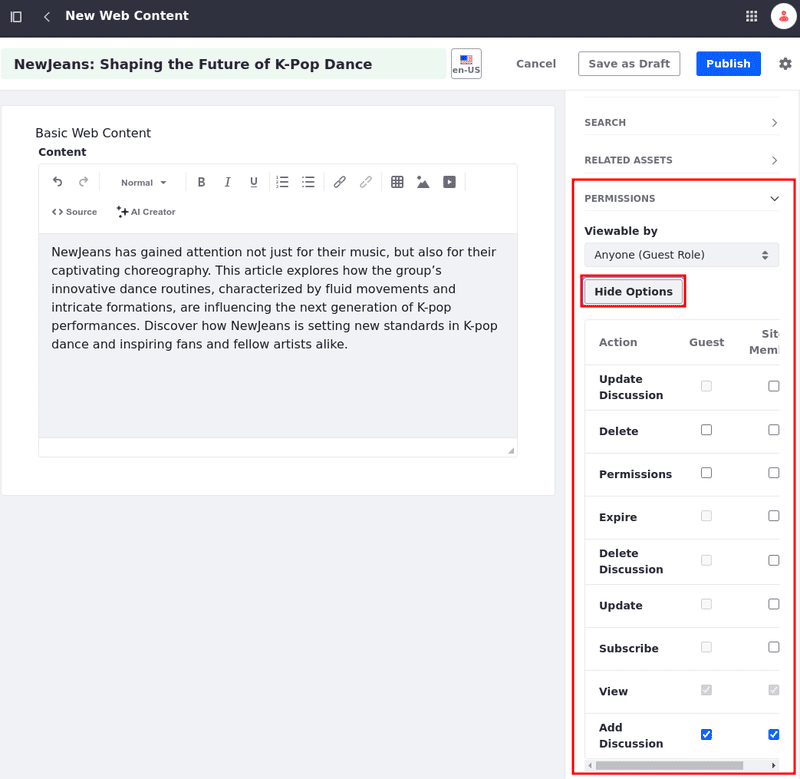 New Web Content
NewJeans: Shaping the Future of K-Pop Dance
en-US
Cancel
Save as Draft
Publish
Basic Web Content
Content
Normal
B I U
Source
AI Creator
NewJeans has gained attention not just for their music, but also for their
captivating choreography. This article explores how the group’s
innovative dance routines, characterized by fluid movements and
intricate formations, are influencing the next generation of K-pop
performances. Discover how NewJeans is setting new standards in K-pop
dance and inspiring fans and fellow artists alike.
SEARCH
RELATED ASSETS
PERMISSIONS
Viewable by
Anyone (Guest Role)
Hide Options
Action
Guest
Sit
Meml
Update
Discussion
Delete
Permissions
Expire
Delete
Discussion
Update
Subscribe
View
Add
Discussion